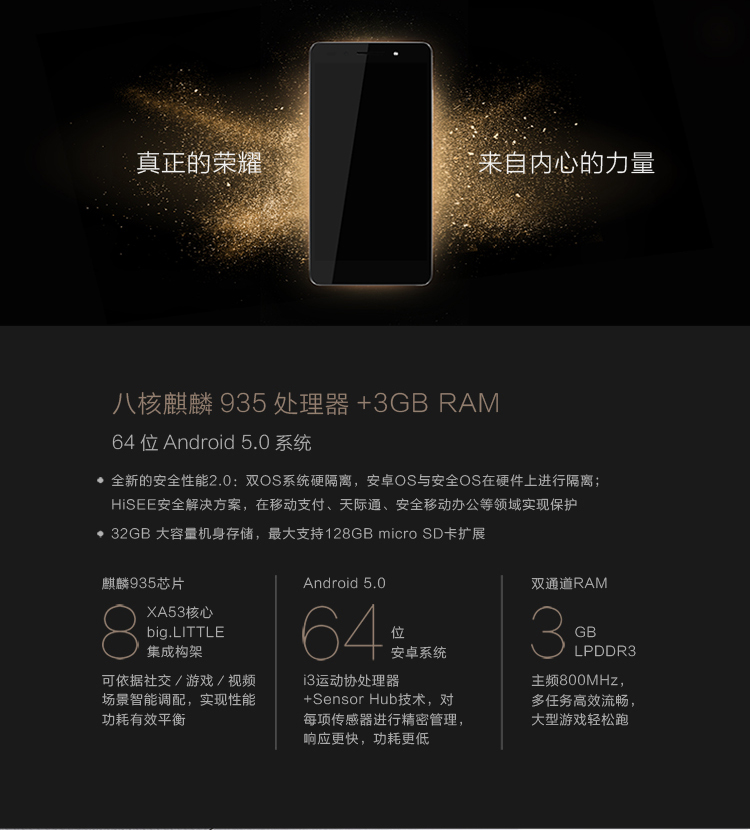 真正的荣耀
来自内心的力量
八核麒麟 935 处理器 +3GB RAM
64 位 Android 5.0 系统
• 全新的安全性能2.0：双OS系统硬隔离，安卓OS与安全OS在硬件上进行隔离；
HiSEE安全解决方案，在移动支付、天际通、安全移动办公等领域实现保护
• 32GB 大容量机身存储，最大支持128GB micro SD卡扩展
麒麟935芯片
8
XA53核心
big.LITTLE
集成构架
可依据社交 / 游戏 / 视频
场景智能调配，实现性能
功耗有效平衡
Android 5.0
64
位
安卓系统
i3运动协处理器
+Sensor Hub技术，对
每项传感器进行精密管理，
响应更快，功耗更低
双通道RAM
3
GB
LPDDR3
主频800MHz，
多任务高效流畅，
大型游戏轻松跑